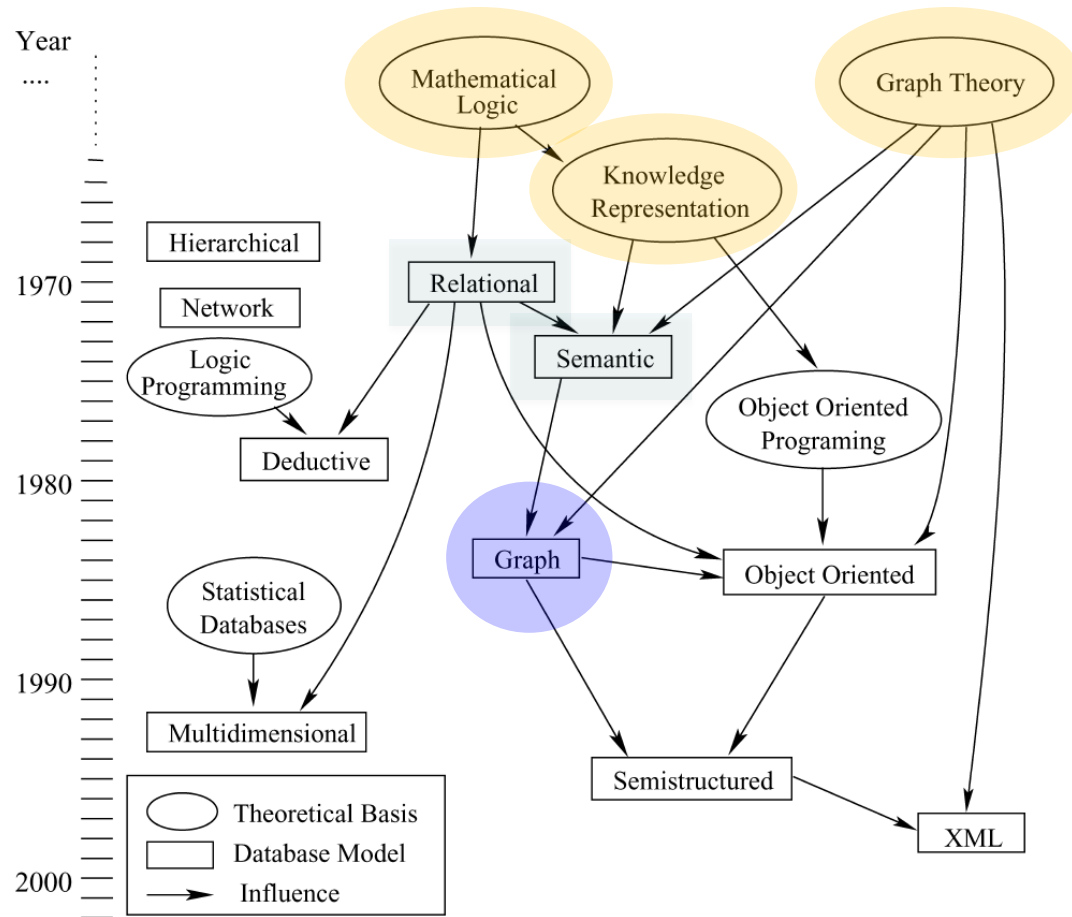 Year
....
Mathematical
Logic
Graph Theory
Knowledge
Representation
Hierarchical
1970
Relational
Network
Semantic
Logic
Programming
Object Oriented
Programing
Deductive
1980
Graph
Object Oriented
Statistical
Databases
1990
Multidimensional
Semistructured
Theoretical Basis
XML
Database Model
2000
Influence